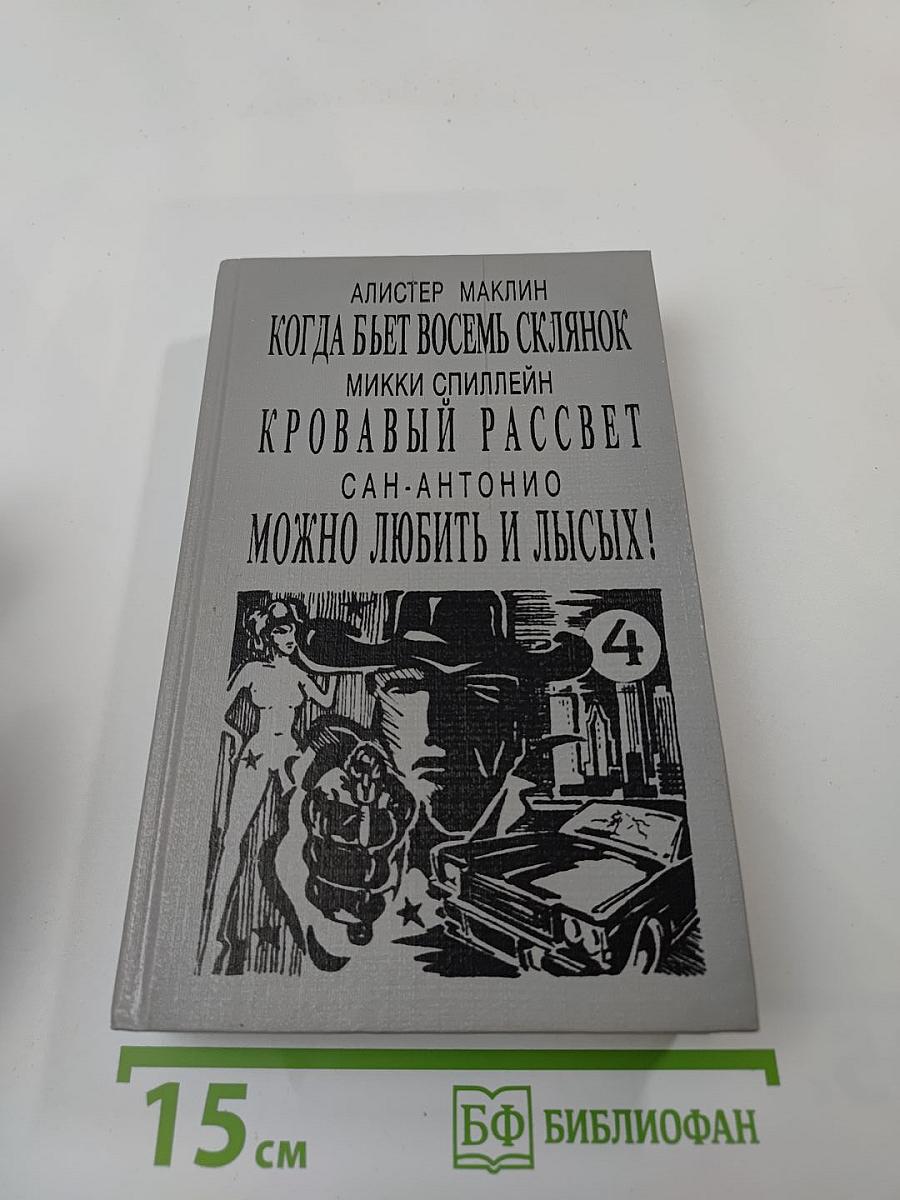 АЛИСТЕР МАКЛИН
КОГДА БЬЕТ ВОСЕМЬ СКЛЯНОК
МИККИ СПИЛЛЕЙН
КРОВАВЫЙ РАССВЕТ
САН-АНТОНИО
МОЖНО ЛЮБИТЬ И ЛЫСЫХ!
4
15 см
БФ БИБЛИОФАН